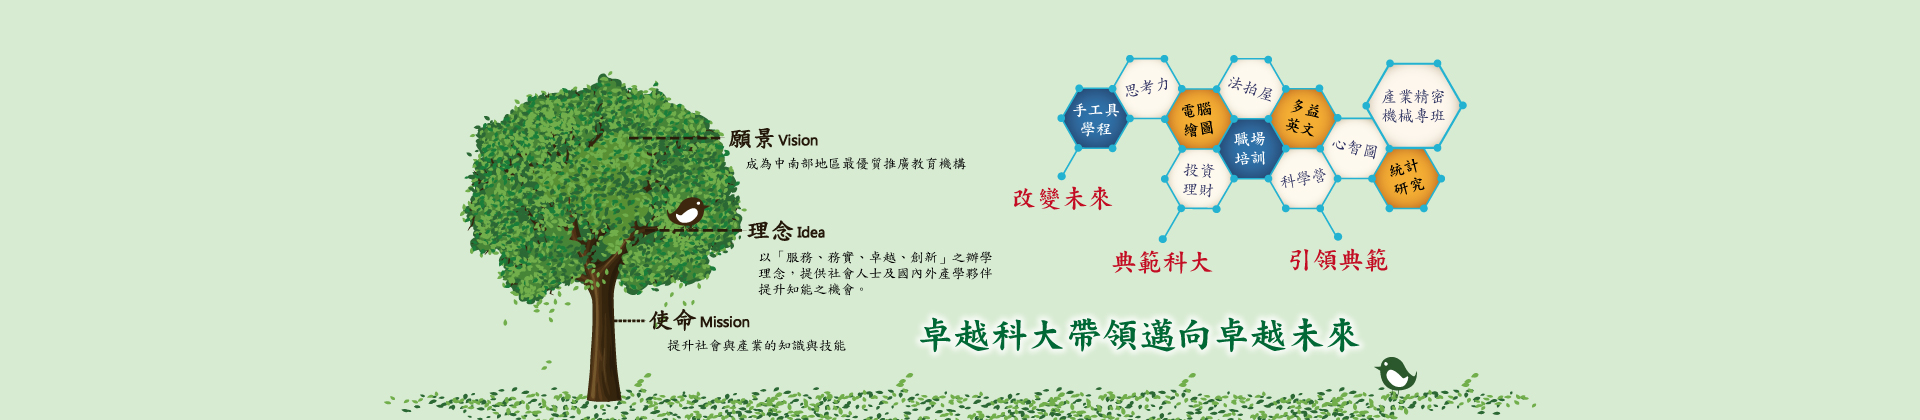 願景 Vision
成為中南部地區最優質推廣教育機構
理念 Idea
以「服務、務實、卓越、創新」之辦學
理念，提供社會人士及國內外產學夥伴
提升知能之機會。
使命 Mission
提升社會與產業的知識與技能
手工具
學程
思考力
電腦
繪圖
法拍屋
多益
英文
產業精密
機械專班
職場
培訓
心智圖
投資
理財
科學營
統計
研究
改變未來
典範科大
引領典範
卓越科大帶領邁向卓越未來